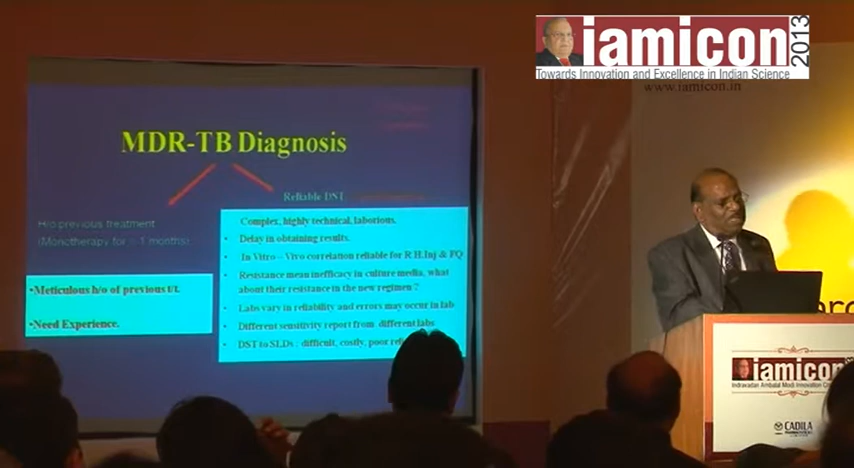 iamicon
2013
Towards Innovation and Excellence in Indian Science
www.iamicon.in
MDR-TB Diagnosis
Reliable DST
H/o previous treatment
(Monotherapy for 1 months)
•Meticulous h/o of previous t/t.
•Need Experience.
Complex, highly technical, laborious.
• Delay in obtaining results.
• In Vitro – Vivo correlation reliable for R,H,Inj & FQ
• Resistance mean inefficacy in culture media, what
about their resistance in the new regimen ?
• Labs vary in reliability and errors may occur in lab
• Different sensitivity report from different labs
• DST to SLDs : difficult, costly, poor
iamicon
Indravadan Ambalal Modi Innovation
CADILA